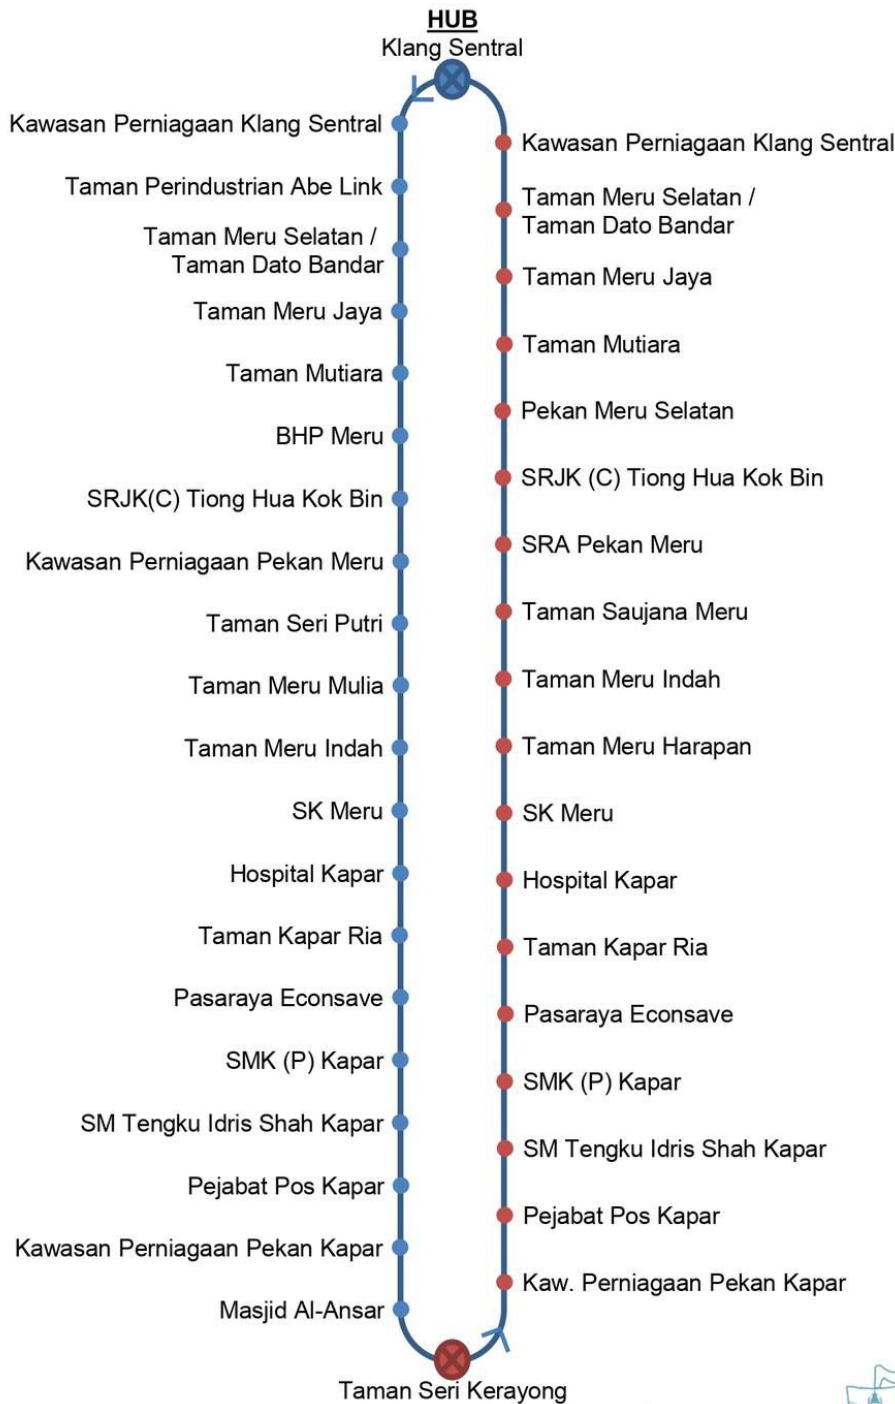 HUB
Klang Sentral
Kawasan Perniagaan Klang Sentral
Taman Perindustrian Abe Link
Taman Meru Selatan /
Taman Dato Bandar
Taman Meru Jaya
Taman Mutiara
BHP Meru
SRJK(C) Tiong Hua Kok Bin
Kawasan Perniagaan Pekan Meru
Taman Seri Putri
Taman Meru Mulia
Taman Meru Indah
SK Meru
Hospital Kapar
Taman Kapar Ria
Pasaraya Econsave
SMK (P) Kapar
SM Tengku Idris Shah Kapar
Pejabat Pos Kapar
Kawasan Perniagaan Pekan Kapar
Masjid Al-Ansar
Kawasan Perniagaan Klang Sentral
Taman Meru Selatan /
Taman Dato Bandar
Taman Meru Jaya
Taman Mutiara
Pekan Meru Selatan
SRJK (C) Tiong Hua Kok Bin
SRA Pekan Meru
Taman Saujana Meru
Taman Meru Indah
Taman Meru Harapan
SK Meru
Hospital Kapar
Taman Kapar Ria
Pasaraya Econsave
SMK (P) Kapar
SM Tengku Idris Shah Kapar
Pejabat Pos Kapar
Kaw. Perniagaan Pekan Kapar
Taman Seri Kerayong